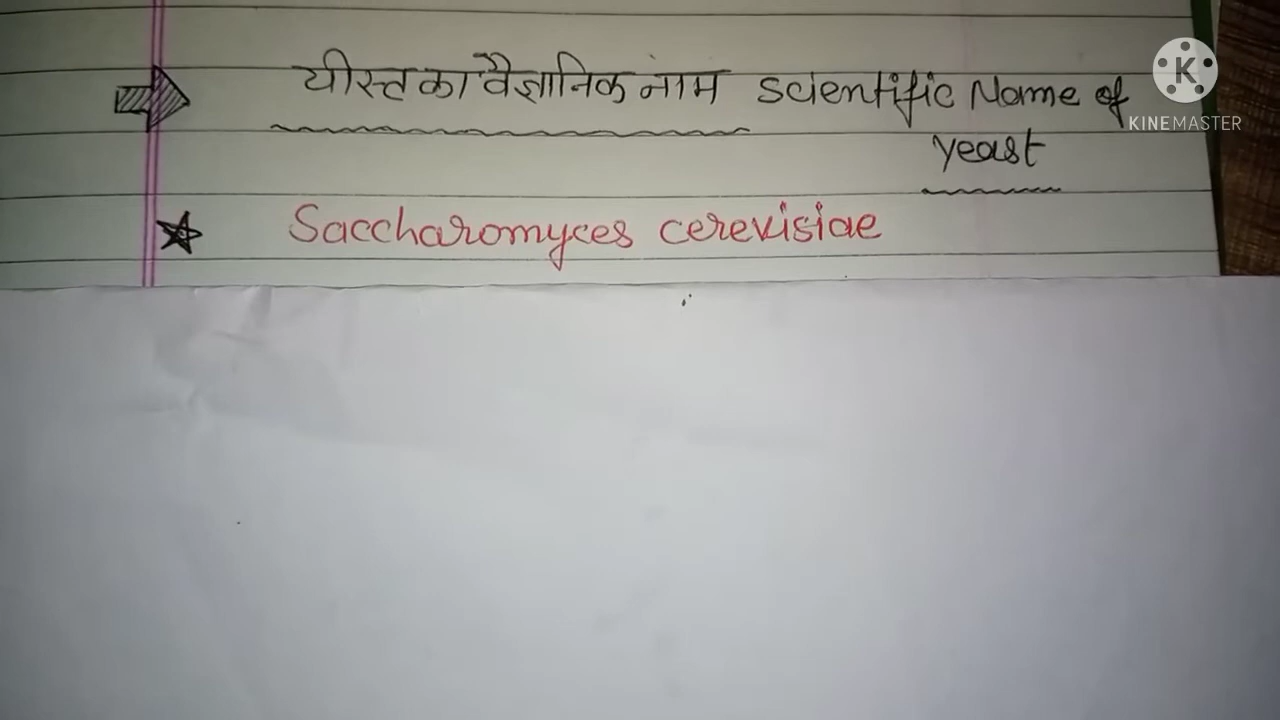 यीस्त का वैज्ञानिक नाम Scientific Name of
yeast
Saccharomyces cerevisiae
K
KINEMASTER